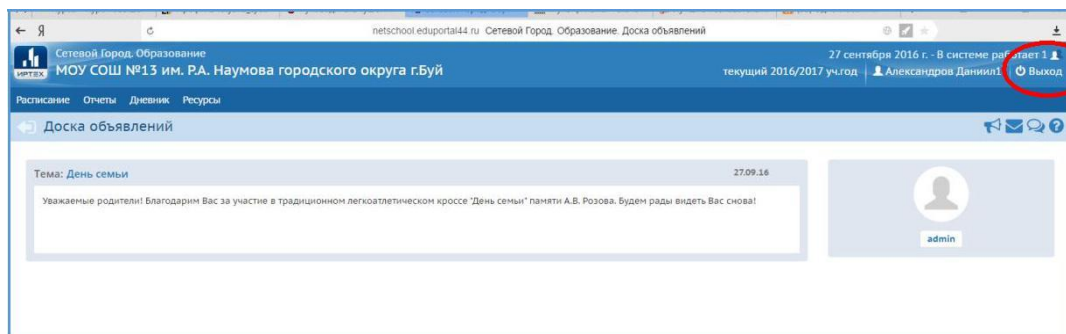 Я netschool.eduportal44.ru Сетевой Город. Образование. Доска объявлений
Сетевой Город. Образование
27 сентября 2016 г. - В системе работает 1
ИРТЕХ МОУ СОШ №13 им. Р.А. Наумова городского округа г.Буй
текущий 2016/2017 уч.год Александров Даниил1 Выход
Расписание Отчеты Дневник Ресурсы
Доска объявлений
Тема: День семьи 27.09.16
Уважаемые родители! Благодарим Вас за участие в традиционном легкоатлетическом кроссе "День семьи" памяти А.В. Розова. Будем рады видеть Вас снова!
admin